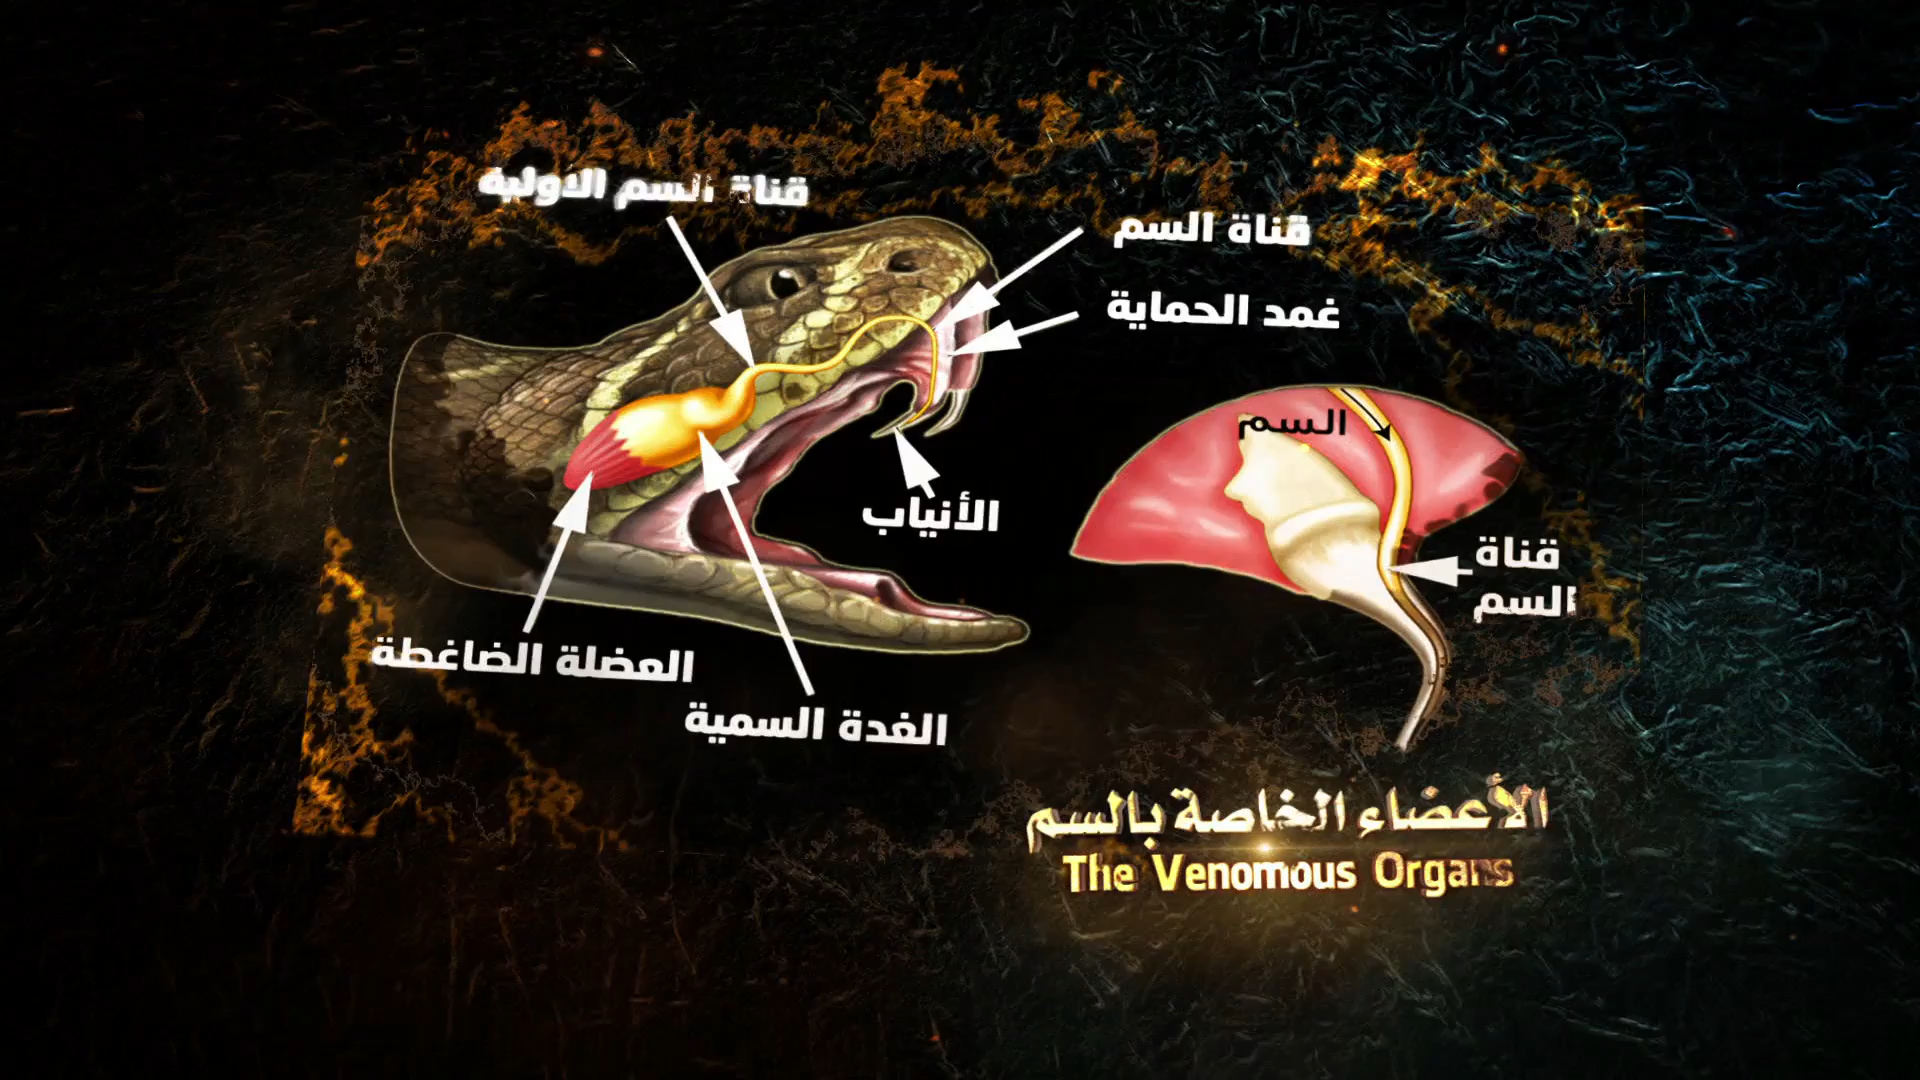 قناة السم الاولية
قناة السم
غمد الحماية
السم
الأنياب
قناة
السم
العضلة الضاغطة
الغدة السمية
الأعضاء الخاصة بالسم
The Venomous Organs